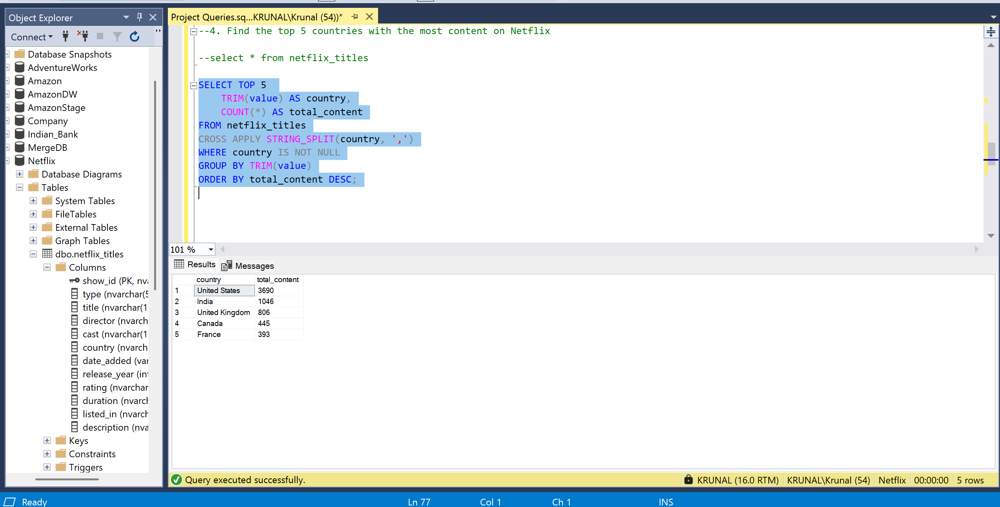 Object Explorer
Connect
Database Snapshots
AdventureWorks
Amazon
AmazonDW
AmazonStage
Company
Indian_Bank
MergeDB
Netflix
Database Diagrams
Tables
System Tables
FileTables
External Tables
Graph Tables
dbo.netflix_titles
Columns
show_id (PK, nva
type (nvarchar(5
title (nvarchar(1
director (nvarch
cast (nvarchar(1
country (nvarch
date_added (var
release_year (int
rating (nvarchar
duration (nvarch
listed_in (nvarch
description (nva
Keys
Constraints
Triggers
Project Queries.sq...KRUNAL\Krunal (54))*
--4. Find the top 5 countries with the most content on Netflix
--select * from netflix_titles
SELECT TOP 5
TRIM(value) AS country,
COUNT(*) AS total_content
FROM netflix_titles
CROSS APPLY STRING_SPLIT(country, ',')
WHERE country IS NOT NULL
GROUP BY TRIM(value)
ORDER BY total_content DESC;
101 %
Results Messages
country total_content
1 United States 3690
2 India 1046
3 United Kingdom 806
4 Canada 445
5 France 393
Query executed successfully. KRUNAL (16.0 RTM) KRUNAL\Krunal (54) Netflix 00:00:00 5 rows
Ready Ln 77 Col 1 Ch 1 INS